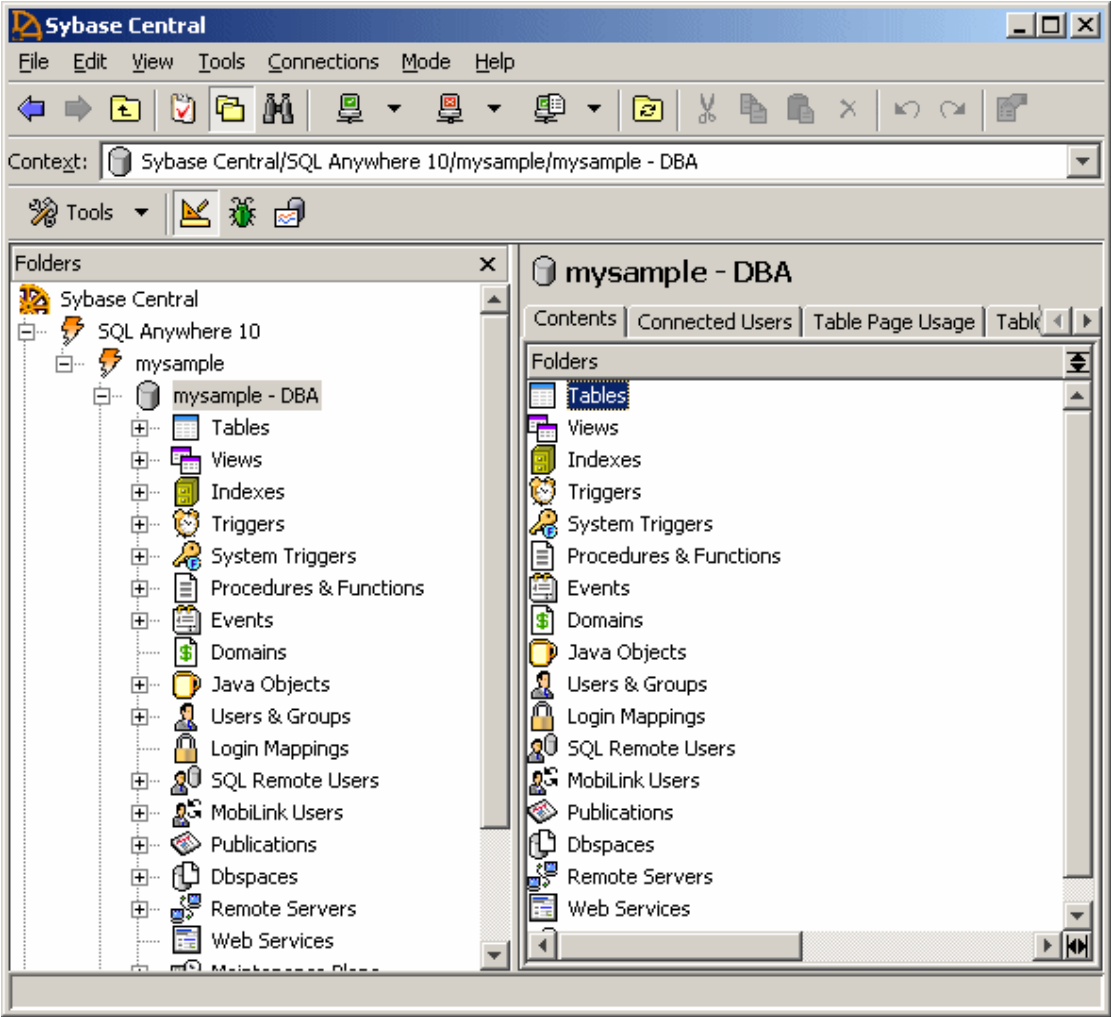 Sybase Central
File Edit View Tools Connections Mode Help
Context: Sybase Central/SQL Anywhere 10/mysample/mysample - DBA
Tools
Folders
Sybase Central
SQL Anywhere 10
mysample
mysample - DBA
Tables
Views
Indexes
Triggers
System Triggers
Procedures & Functions
Events
Domains
Java Objects
Users & Groups
Login Mappings
SQL Remote Users
MobiLink Users
Publications
Dbspaces
Remote Servers
Web Services
mysample - DBA
Contents Connected Users Table Page Usage
Folders
Tables
Views
Indexes
Triggers
System Triggers
Procedures & Functions
Events
Domains
Java Objects
Users & Groups
Login Mappings
SQL Remote Users
MobiLink Users
Publications
Dbspaces
Remote Servers
Web Services